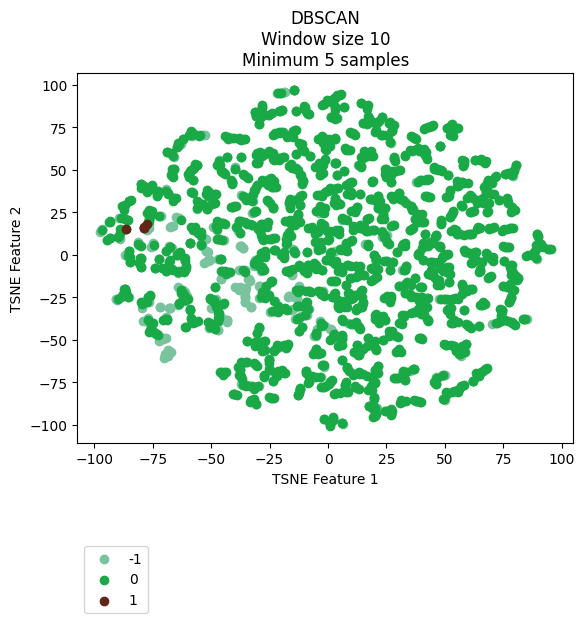 DBSCAN
Window size 10
Minimum 5 samples
100
75
50
25
0
−25
−50
−75
−100
TSNE Feature 2
−100 −75 −50 −25 0 25 50 75 100
TSNE Feature 1
-1
0
1